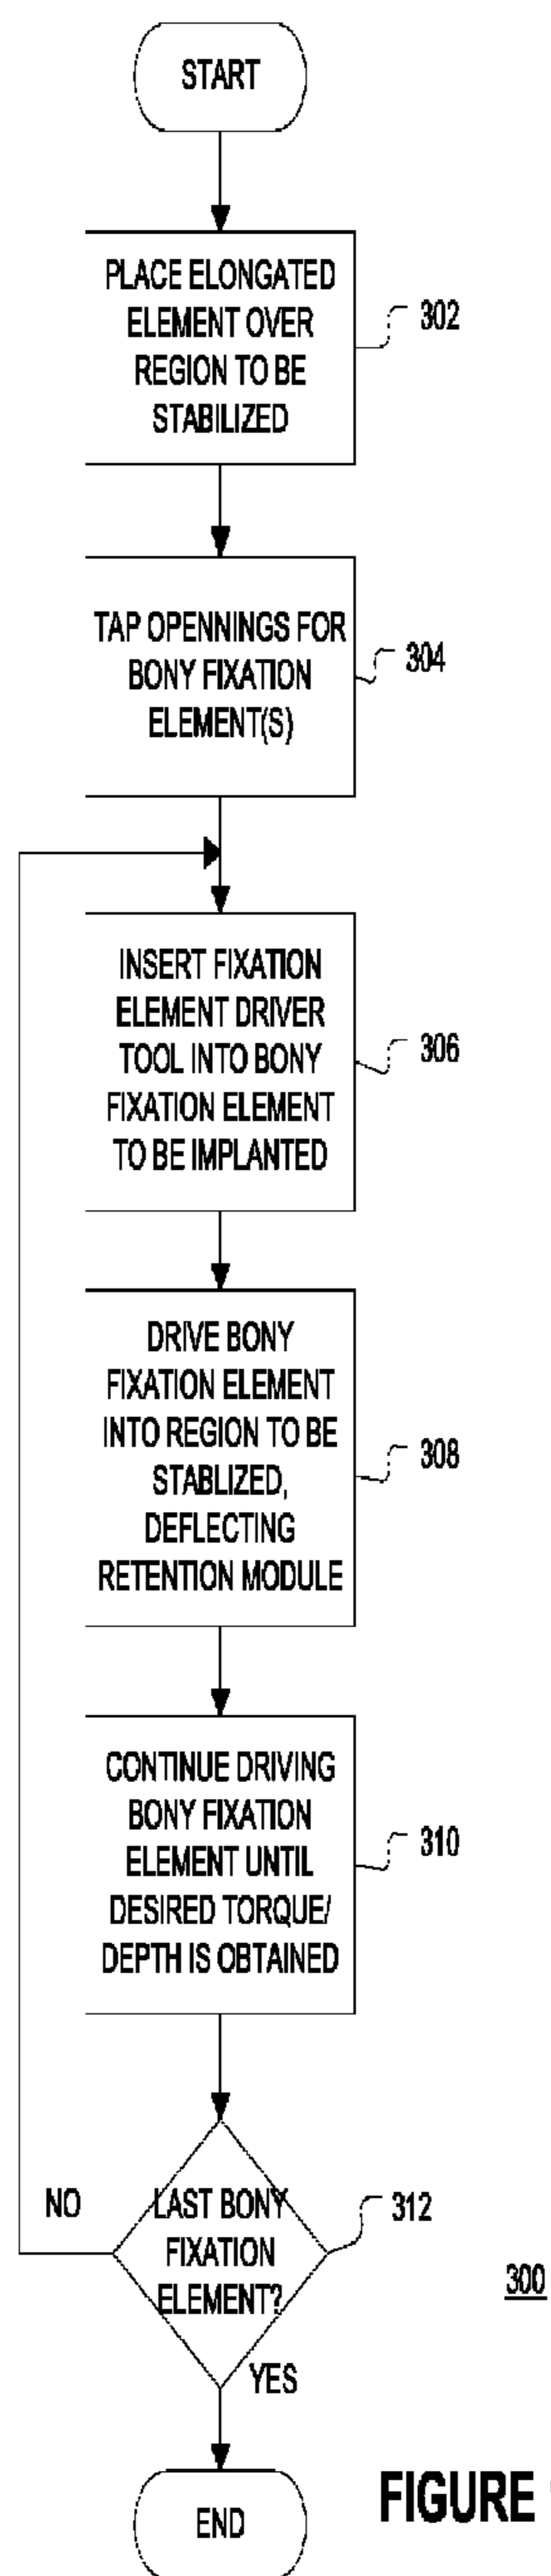 START
PLACE ELONGATED
ELEMENT OVER
REGION TO BE
STABILIZED
302
TAP OPENNINGS FOR
BONY FIXATION
ELEMENT(S)
304
INSERT FIXATION
ELEMENT DRIVER
TOOL INTO BONY
FIXATION ELEMENT
TO BE IMPLANTED
306
DRIVE BONY
FIXATION ELEMENT
INTO REGION TO BE
STABLIZED,
DEFLECTING
RETENTION MODULE
308
CONTINUE DRIVING
BONY FIXATION
ELEMENT UNTIL
DESIRED TORQUE/
DEPTH IS OBTAINED
310
NO
LAST BONY
FIXATION
ELEMENT?
312
300
YES
END
FIGURE